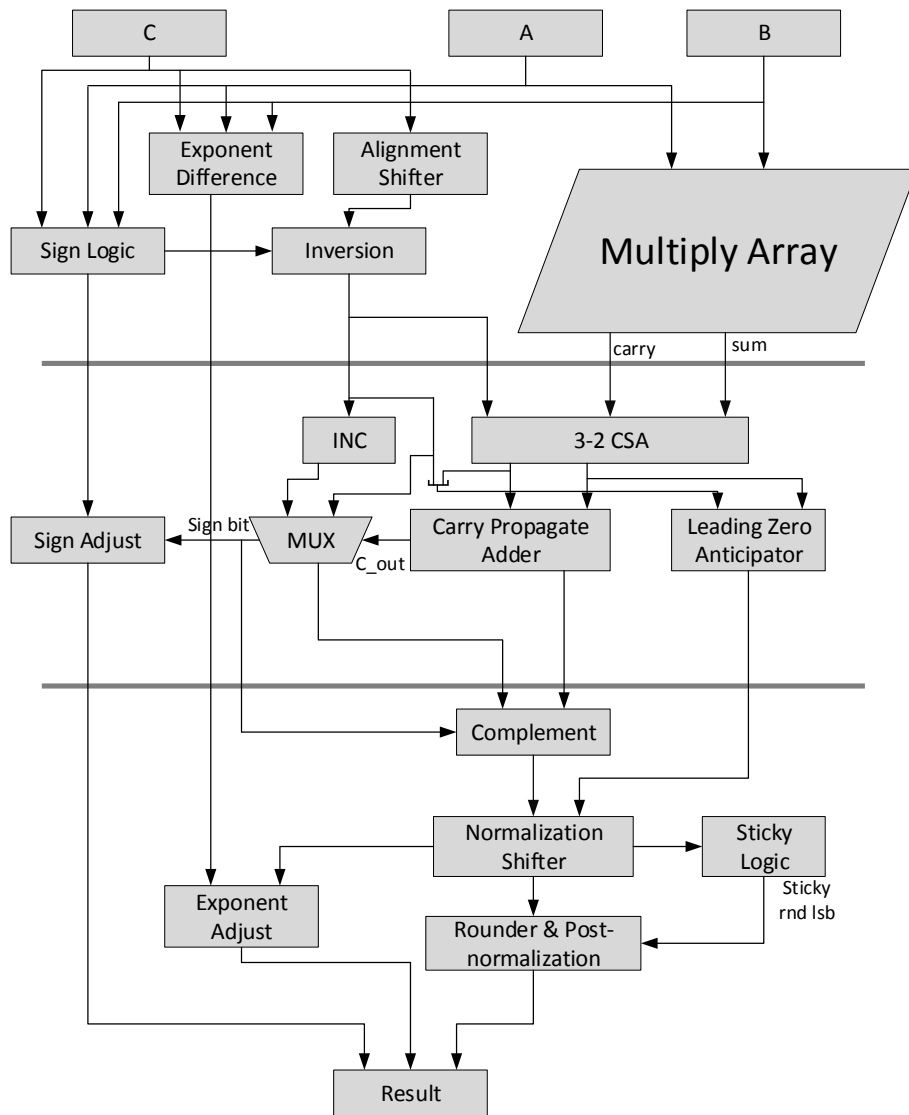 C
A
B
Exponent
Difference
Alignment
Shifter
Multiply Array
Sign Logic
Inversion
carry
sum
INC
3-2 CSA
Sign bit
Sign Adjust
MUX
C_out
Carry Propagate
Adder
Leading Zero
Anticipator
Complement
Normalization
Shifter
Sticky
Logic
Sticky
rnd lsb
Exponent
Adjust
Rounder & Post-
normalization
Result